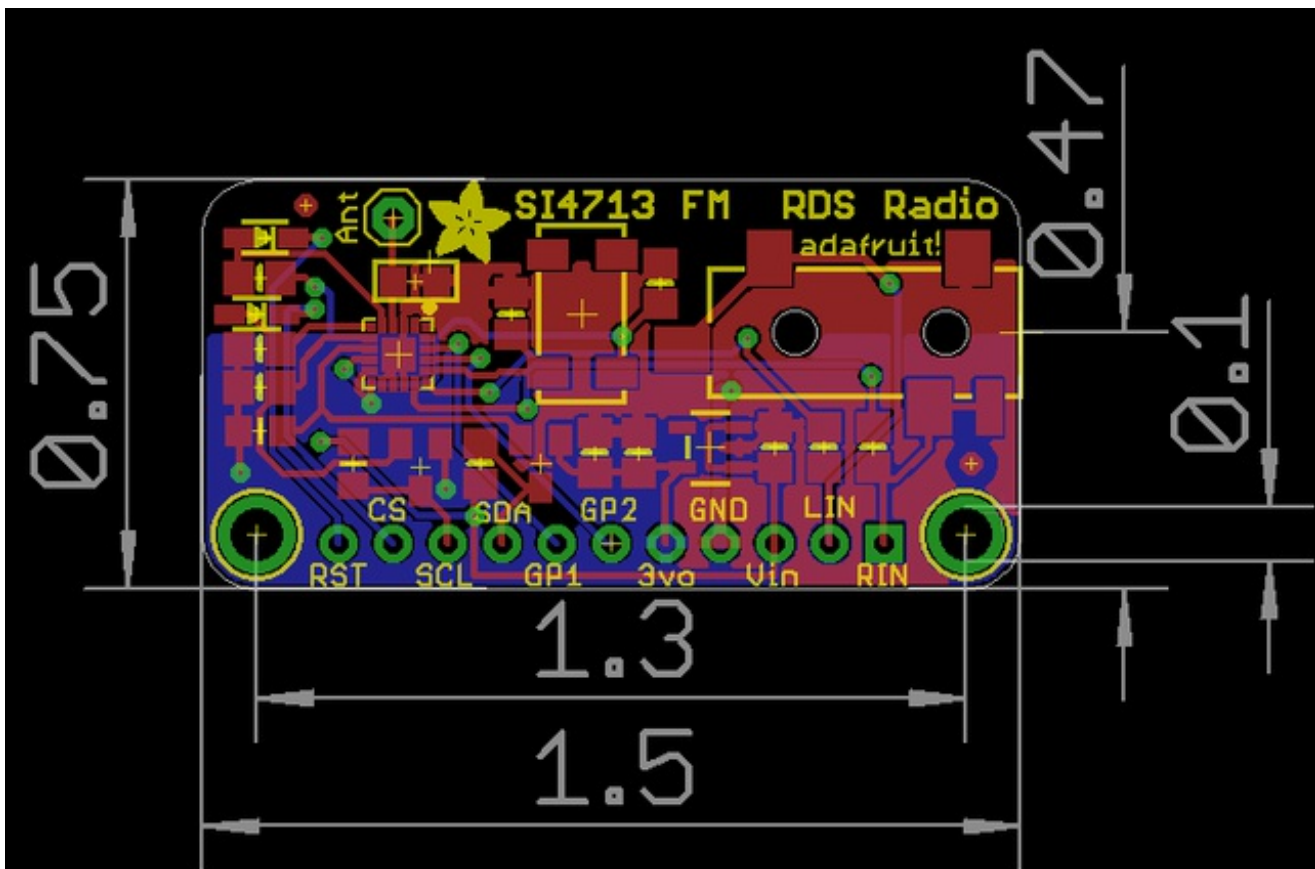 0.47
0.75
0.1
Ant
SI4713 FM RDS Radio
adafruit!
CS SDA GP2 GND LIN
RST SCL GP1 3vo Vin RIN
1.3
1.5